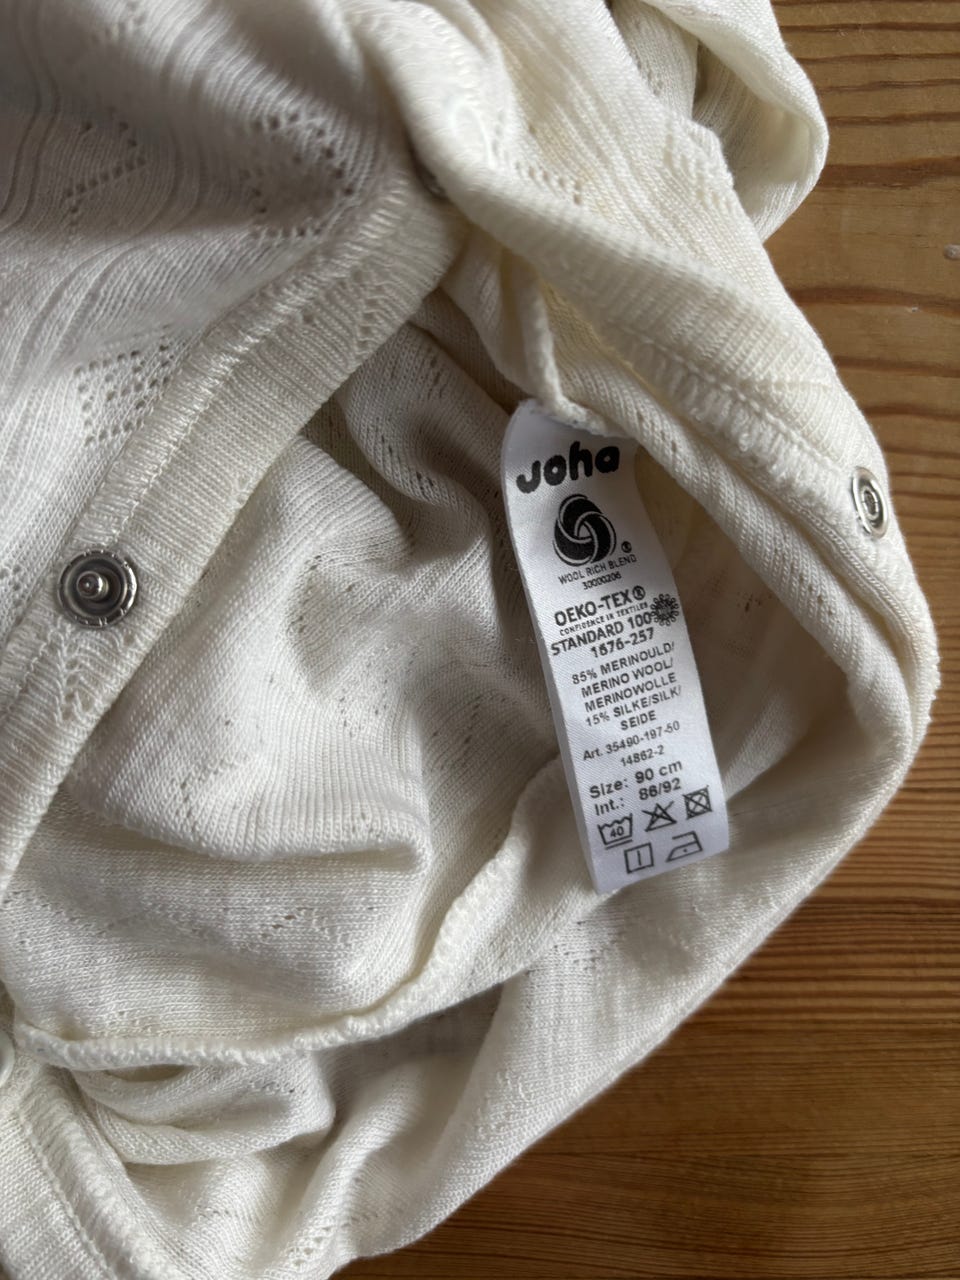 Joha
®
WOOL RICH BLEND
30000206
OEKO-TEX®
CONFIDENCE IN TEXTILES
STANDARD 100
1676-257
85% MERINOULD/
MERINO WOOL/
MERINOWOLLE
15% SILKE/SILK/
SEIDE
Art. 35490-197-50
14862-2
Size: 90 cm
Int.: 86/92
40